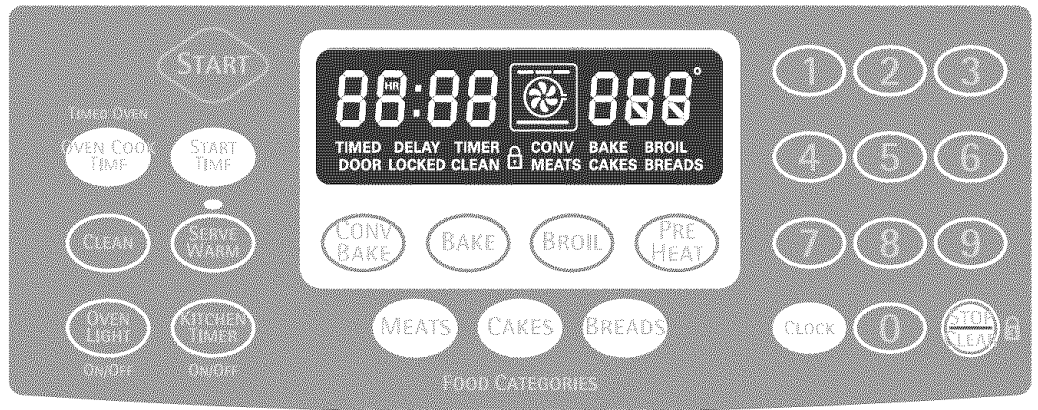 START
TIMED OVEN
OVEN COOK
TIME
START
TIME
CLEAN
SERVE
WARM
OVEN
LIGHT
ON/OFF
KITCHEN
TIMER
ON/OFF
88:88 888°
HR
TIMED DELAY TIMER CONV BAKE BROIL
DOOR LOCKED CLEAN MEATS CAKES BREADS
CONV
BAKE
BAKE
BROIL
PRE
HEAT
MEATS
CAKES
BREADS
FOOD CATEGORIES
1 2 3
4 5 6
7 8 9
CLOCK
0
STOP
CLEAR